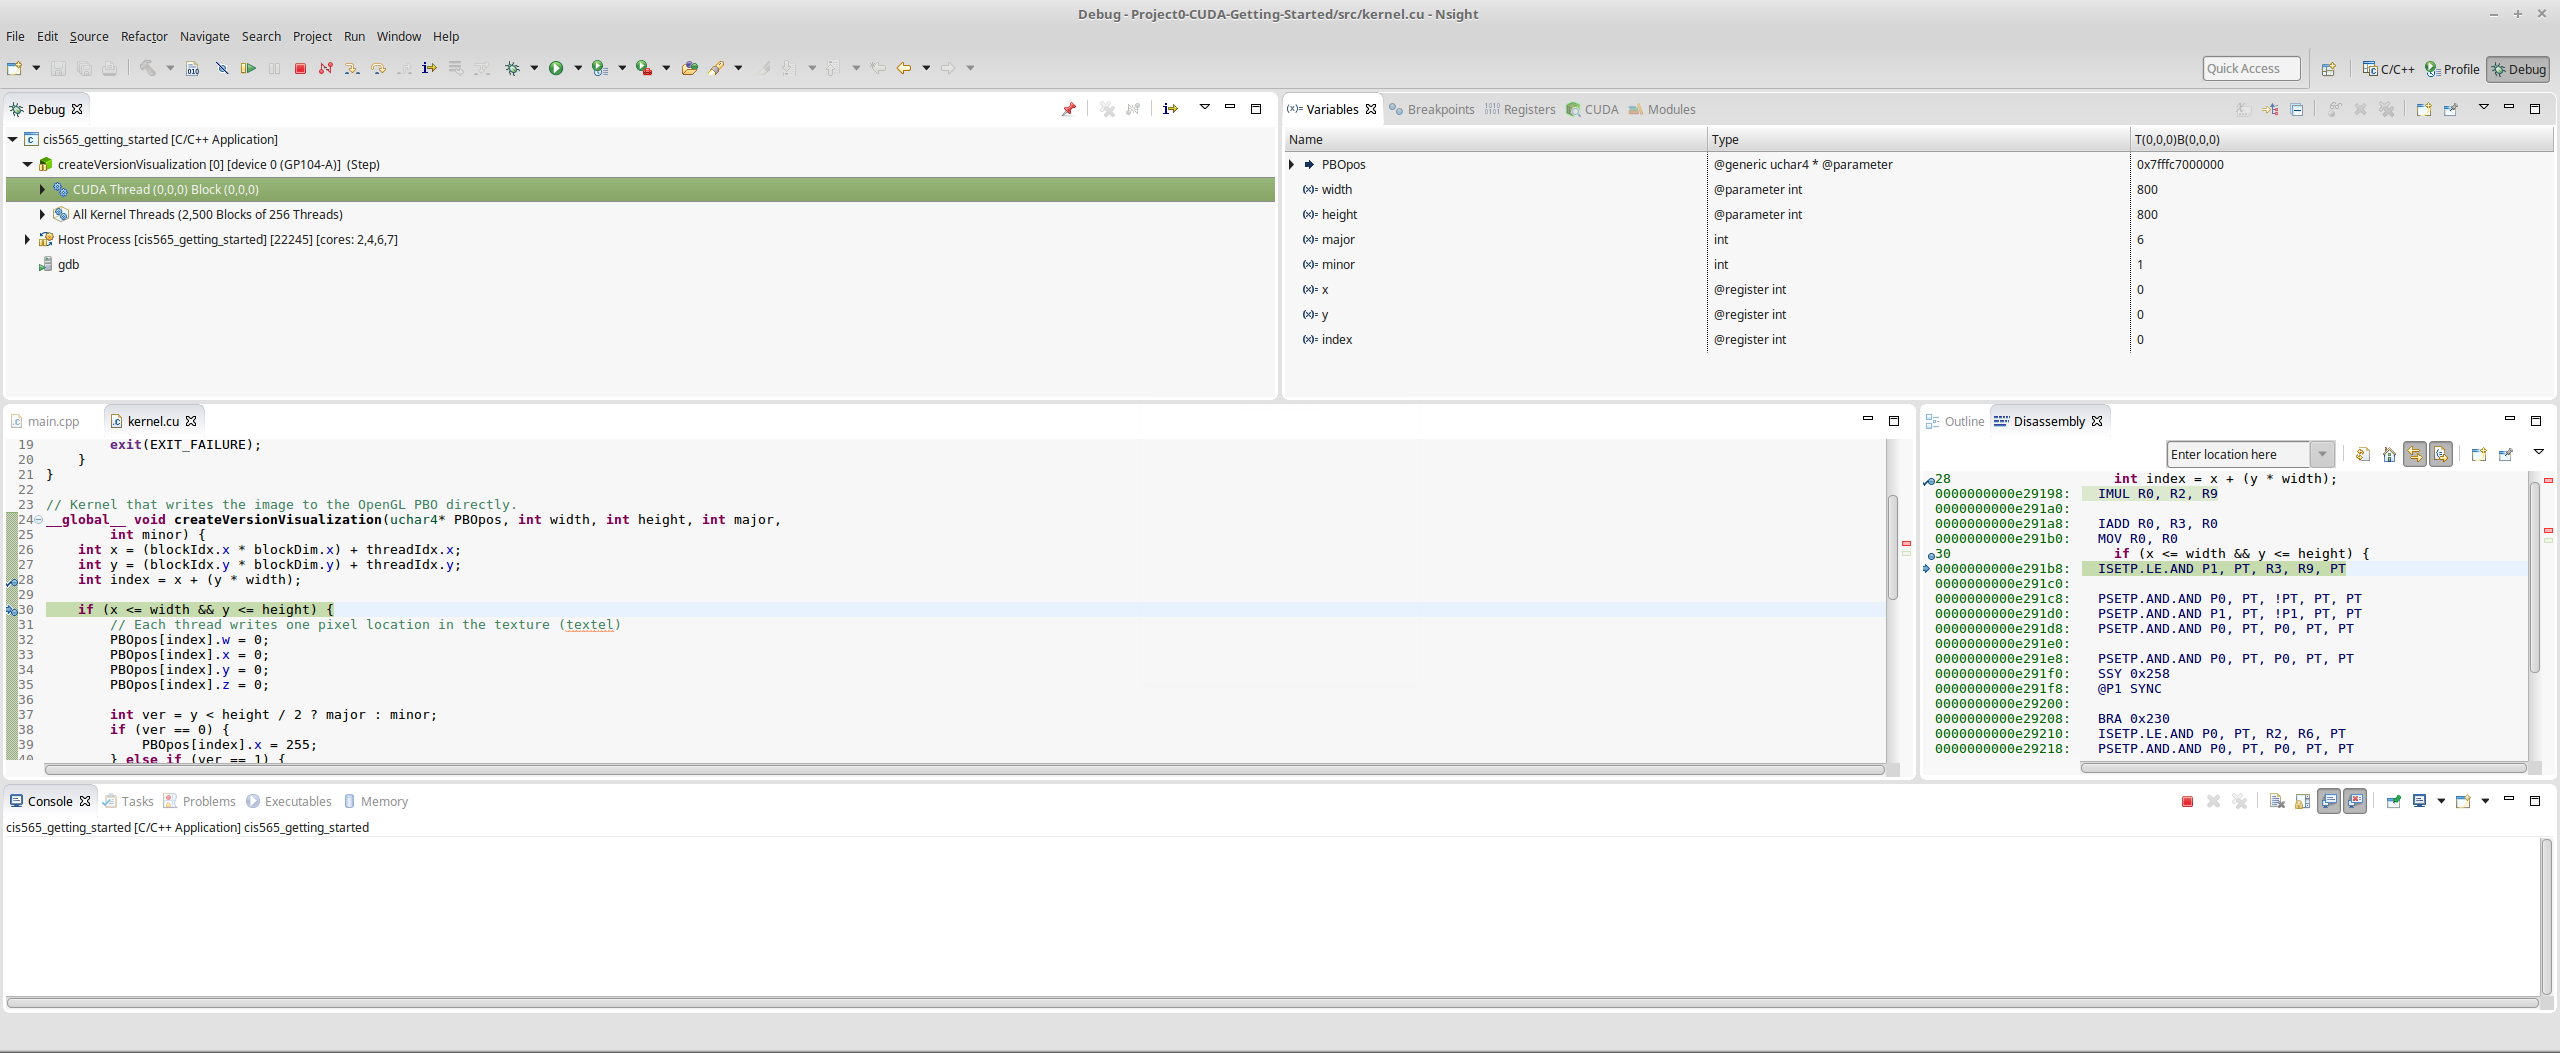 Debug - Project0-CUDA-Getting-Started/src/kernel.cu - Nsight
File Edit Source Refactor Navigate Search Project Run Window Help
Quick Access C/C++ Profile Debug
Debug
cis565_getting_started [C/C++ Application]
createVersionVisualization [0] [device 0 (GP104-A)] (Step)
CUDA Thread (0,0,0) Block (0,0,0)
All Kernel Threads (2,500 Blocks of 256 Threads)
Host Process [cis565_getting_started] [22245] [cores: 2,4,6,7]
gdb
(x)= Variables Breakpoints Registers CUDA Modules
Name Type T(0,0,0)B(0,0,0)
PBOpos @generic uchar4 * @parameter 0x7fffc7000000
(x)= width @parameter int 800
(x)= height @parameter int 800
(x)= major int 6
(x)= minor int 1
(x)= x @register int 0
(x)= y @register int 0
(x)= index @register int 0
main.cpp kernel.cu
19         exit(EXIT_FAILURE);
20     }
21 }
22
23 // Kernel that writes the image to the OpenGL PBO directly.
24 __global__ void createVersionVisualization(uchar4* PBOpos, int width, int height, int major,
25         int minor) {
26     int x = (blockIdx.x * blockDim.x) + threadIdx.x;
27     int y = (blockIdx.y * blockDim.y) + threadIdx.y;
28     int index = x + (y * width);
29
30     if (x <= width && y <= height) {
31         // Each thread writes one pixel location in the texture (textel)
32         PBOpos[index].w = 0;
33         PBOpos[index].x = 0;
34         PBOpos[index].y = 0;
35         PBOpos[index].z = 0;
36
37         int ver = y < height / 2 ? major : minor;
38         if (ver == 0) {
39             PBOpos[index].x = 255;
40         } else if (ver == 1) {
Outline Disassembly
Enter location here
28 int index = x + (y * width);
0000000000e29198: IMUL R0, R2, R9
0000000000e291a0:
0000000000e291a8: IADD R0, R3, R0
0000000000e291b0: MOV R0, R0
30 if (x <= width && y <= height) {
0000000000e291b8: ISETP.LE.AND P1, PT, R3, R9, PT
0000000000e291c0:
0000000000e291c8: PSETP.AND.AND P0, PT, !PT, PT, PT
0000000000e291d0: PSETP.AND.AND P1, PT, !P1, PT, PT
0000000000e291d8: PSETP.AND.AND P0, PT, P0, PT, PT
0000000000e291e0:
0000000000e291e8: PSETP.AND.AND P0, PT, P0, PT, PT
0000000000e291f0: SSY 0x258
0000000000e291f8: @P1 SYNC
0000000000e29200:
0000000000e29208: BRA 0x230
0000000000e29210: ISETP.LE.AND P0, PT, R2, R6, PT
0000000000e29218: PSETP.AND.AND P0, PT, P0, PT, PT
Console Tasks Problems Executables Memory
cis565_getting_started [C/C++ Application] cis565_getting_started